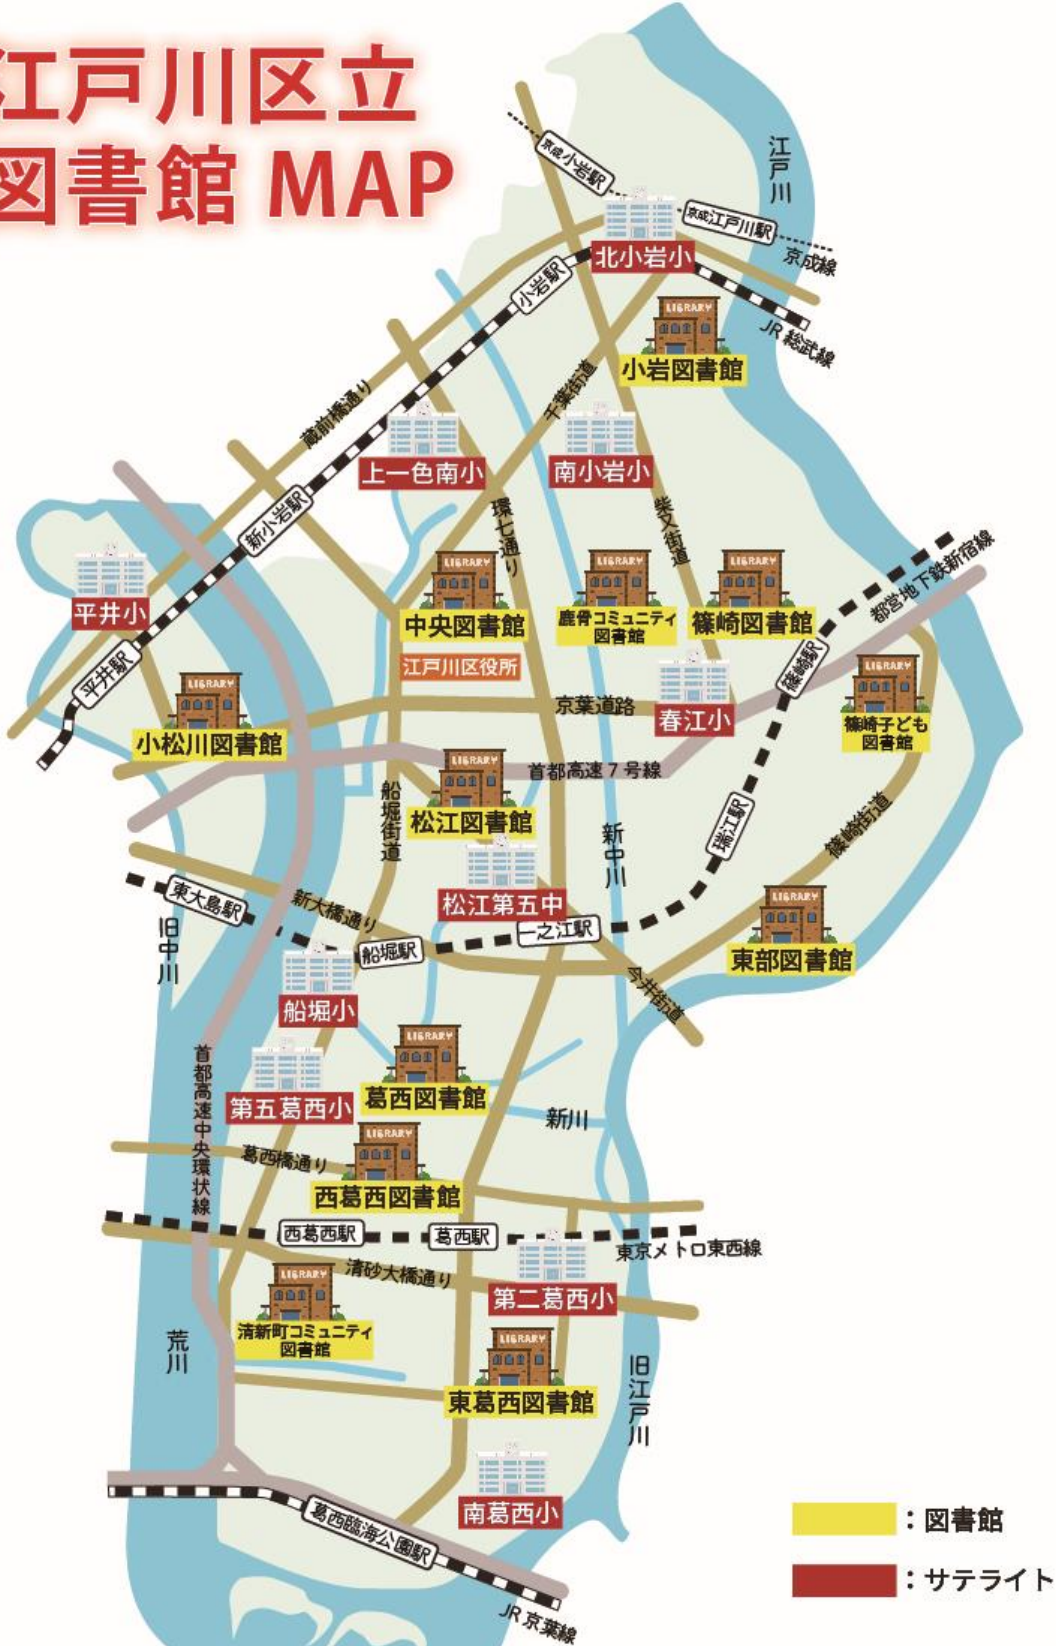 江戸川区立
図書館 MAP
江戸川
京成小岩駅
京成江戸川駅
京成線
北小岩小
小岩駅
JR 総武線
LIBRARY
小岩図書館
蔵前橋通り
千葉街道
上一色南小
南小岩小
新小岩駅
環七通り
柴又街道
都営地下鉄新宿線
平井小
LIBRARY
中央図書館
LIBRARY
鹿骨コミュニティ
図書館
LIBRARY
篠崎図書館
江戸川区役所
平井駅
篠崎駅
LIBRARY
小松川図書館
京葉道路
春江小
LIBRARY
篠崎子ども
図書館
首都高速7号線
LIBRARY
松江図書館
船堀街道
瑞江駅
篠崎街道
新中川
松江第五中
東大島駅
新大橋通り
旧中川
船堀駅
一之江駅
LIBRARY
東部図書館
今井街道
船堀小
首都高速中央環状線
第五葛西小
LIBRARY
葛西図書館
新川
葛西橋通り
LIBRARY
西葛西図書館
西葛西駅
葛西駅
東京メトロ東西線
清砂大橋通り
第二葛西小
LIBRARY
清新町コミュニティ
図書館
荒川
LIBRARY
東葛西図書館
旧江戸川
南葛西小
葛西臨海公園駅
JR 京葉線
：図書館
：サテライト